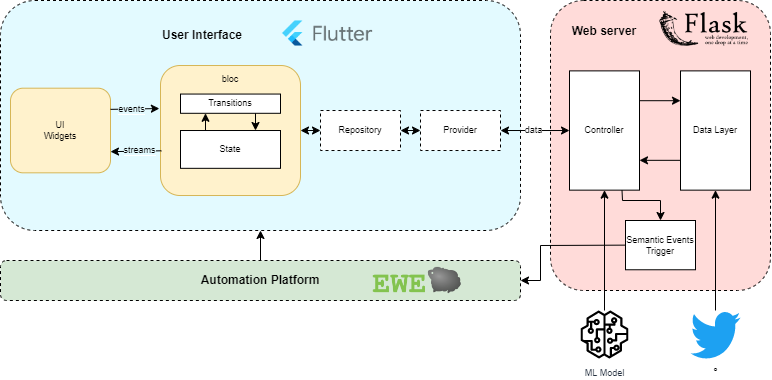 User Interface
Flutter
Web server
Flask
web development,
one drop at a time
bloc
Transitions
State
UI
Widgets
events
streams
Repository
Provider
data
Controller
Data Layer
Semantic Events
Trigger
Automation Platform
EWE
ML Model